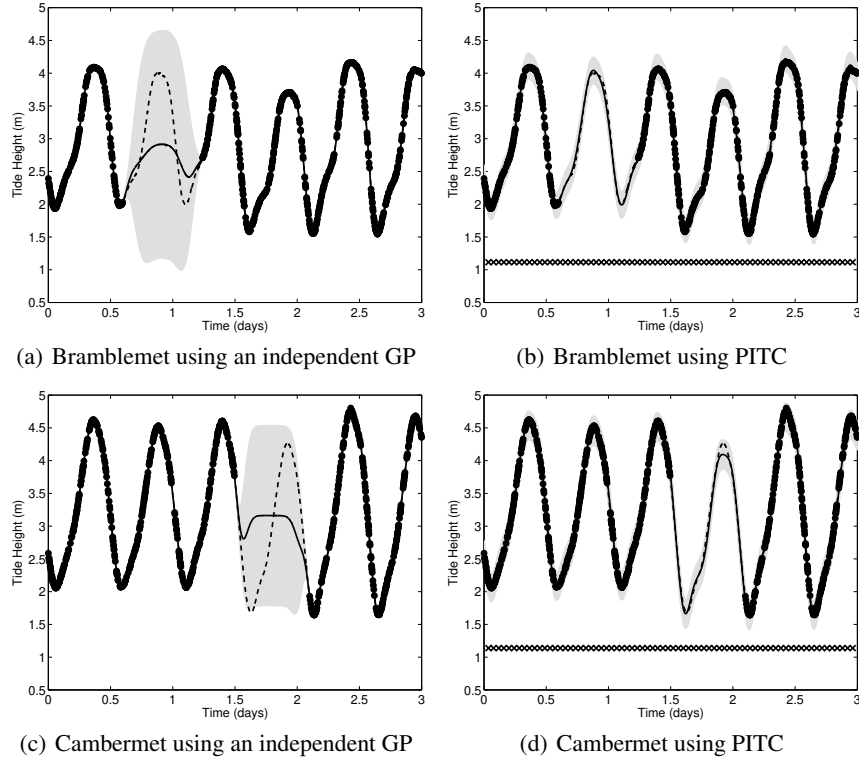 5
4.5
4
3.5
3
2.5
2
1.5
1
0.5
0 0.5 1 1.5 2 2.5 3
Tide Height (m)
Time (days)
(a) Bramblemet using an independent GP
5
4.5
4
3.5
3
2.5
2
1.5
1
0.5
0 0.5 1 1.5 2 2.5 3
Tide Height (m)
Time (days)
(b) Bramblemet using PITC
5
4.5
4
3.5
3
2.5
2
1.5
1
0.5
0 0.5 1 1.5 2 2.5 3
Tide Height (m)
Time (days)
(c) Cambermet using an independent GP
5
4.5
4
3.5
3
2.5
2
1.5
1
0.5
0 0.5 1 1.5 2 2.5 3
Tide Height (m)
Time (days)
(d) Cambermet using PITC